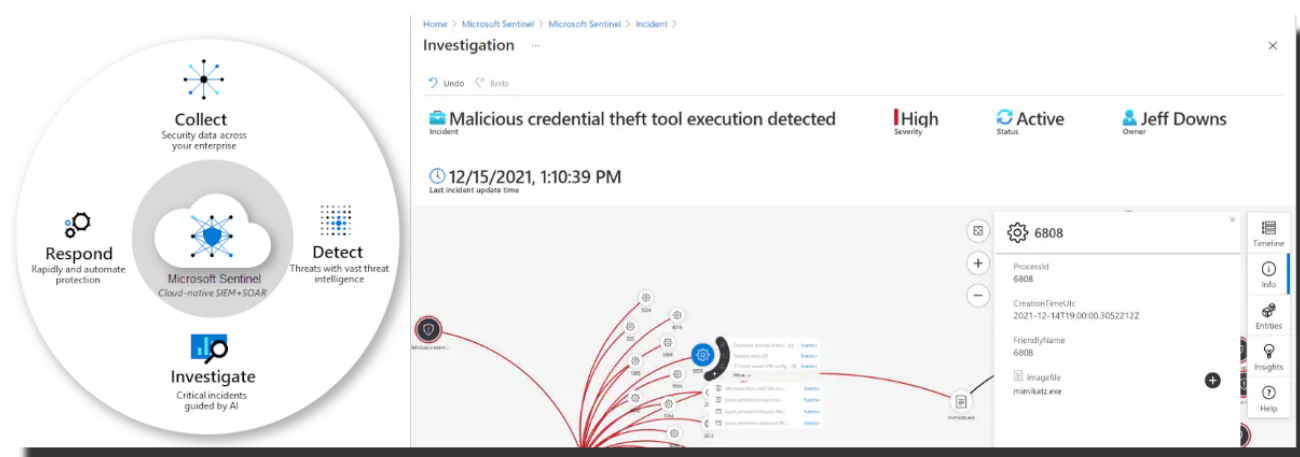 Collect
Security data across
your enterprise
Respond
Rapidly and automate
protection
Detect
Threats with vast threat
intelligence
Microsoft Sentinel
Cloud-native SIEM+SOAR
Investigate
Critical incidents
guided by AI
Home > Microsoft Sentinel > Microsoft Sentinel > Incident >
Investigation ...
Undo Redo
Malicious credential theft tool execution detected
Incident
High
Severity
Active
Status
Jeff Downs
Owner
12/15/2021, 1:10:39 PM
Last incident update time
6808
ProcessId
6808
CreationTimeUtc
2021-12-14T19:00:00.3052212Z
FriendlyName
6808
Imagefile
mimikatz.exe
Timeline
Info
Entities
Insights
Help
More
mimikatz.exe